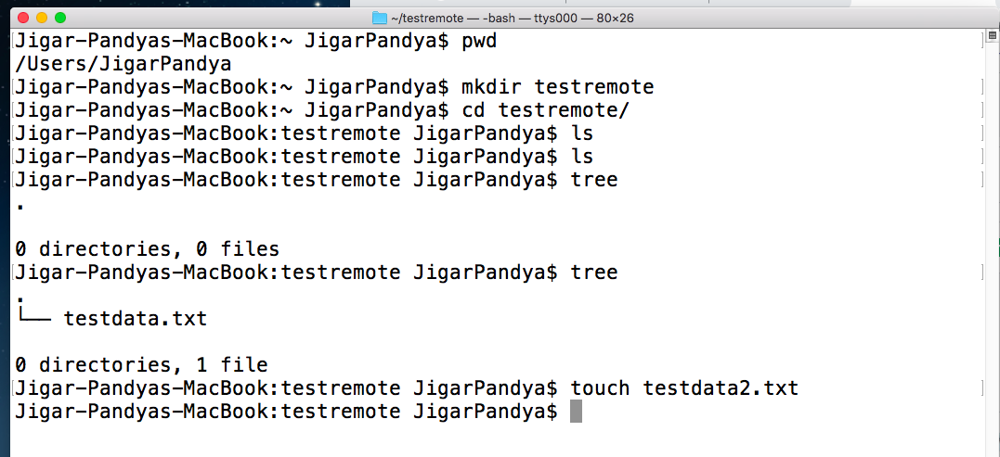 ~/testremote — -bash — ttys000 — 80×26
Jigar-Pandyas-MacBook:~ JigarPandya$ pwd
/Users/JigarPandya
Jigar-Pandyas-MacBook:~ JigarPandya$ mkdir testremote
Jigar-Pandyas-MacBook:~ JigarPandya$ cd testremote/
Jigar-Pandyas-MacBook:testremote JigarPandya$ ls
Jigar-Pandyas-MacBook:testremote JigarPandya$ ls
Jigar-Pandyas-MacBook:testremote JigarPandya$ tree
.
0 directories, 0 files
Jigar-Pandyas-MacBook:testremote JigarPandya$ tree
.
└── testdata.txt
0 directories, 1 file
Jigar-Pandyas-MacBook:testremote JigarPandya$ touch testdata2.txt
Jigar-Pandyas-MacBook:testremote JigarPandya$